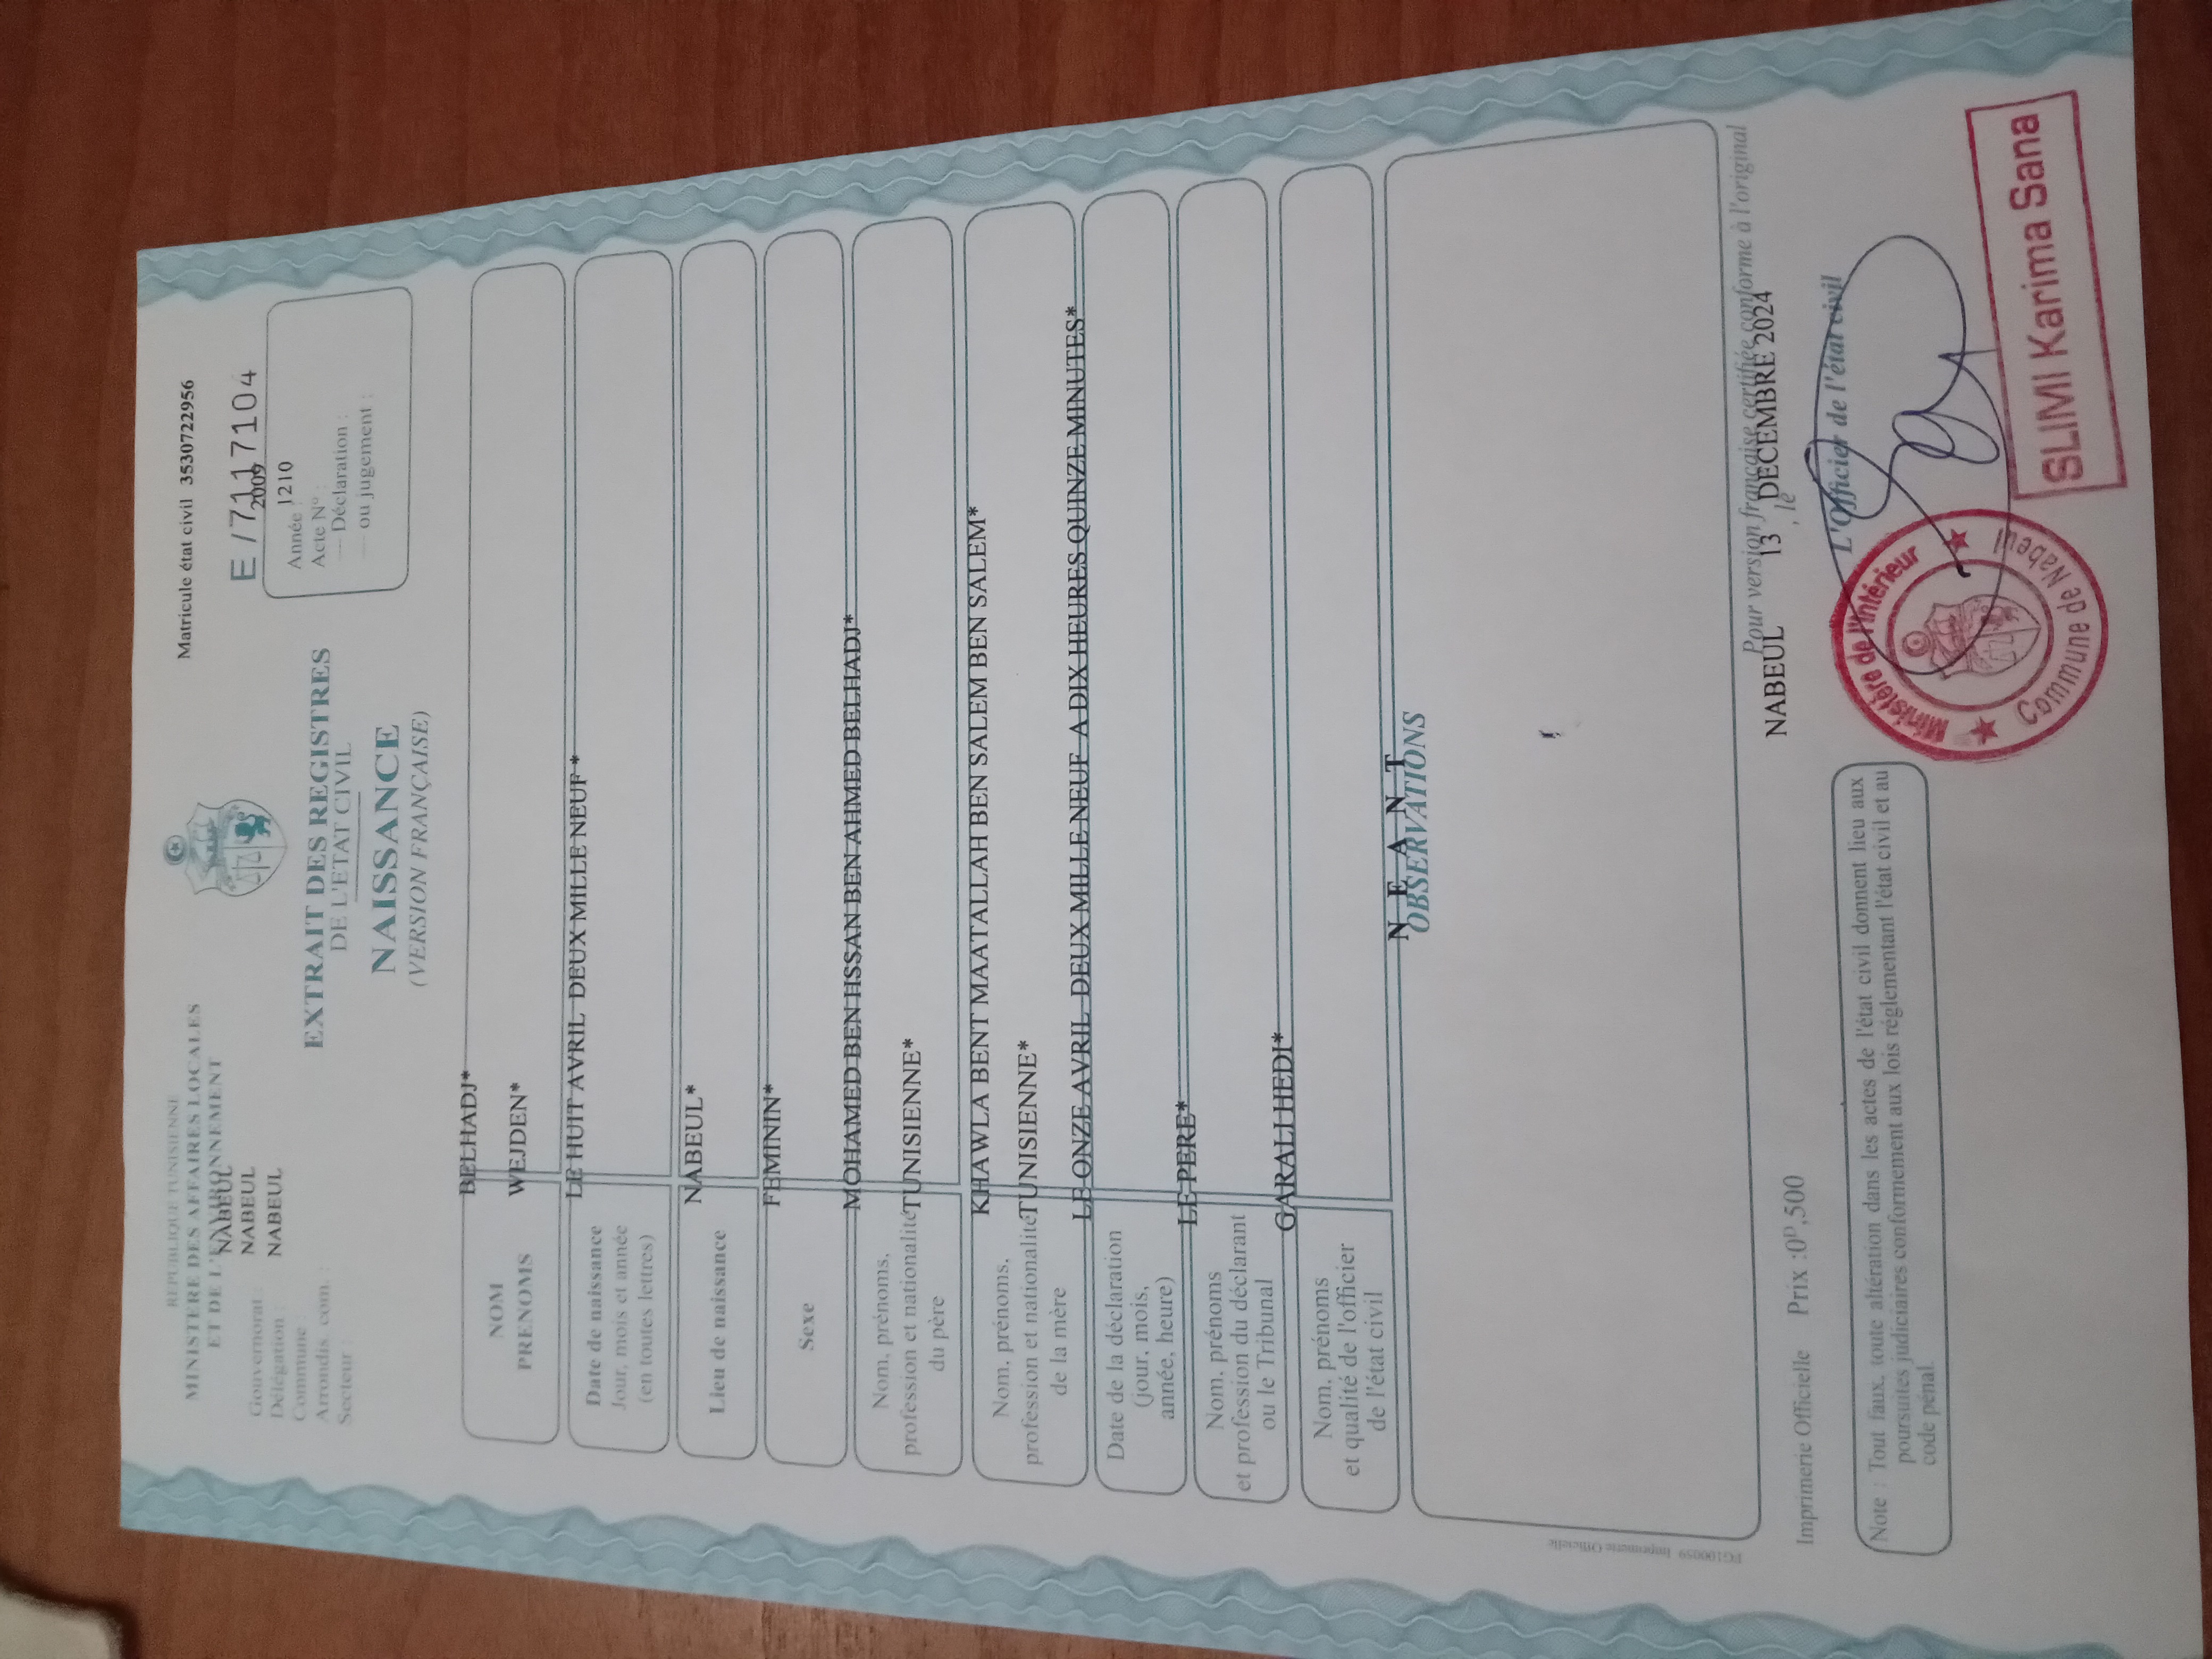 REPUBLIQUE TUNISIENNE
MINISTERE DES AFFAIRES LOCALES
ET DE L'ENVIRONNEMENT
Gouvernorat : NABEUL
Délégation : NABEUL
Commune : NABEUL
Arrondis. com. :
Secteur :
Matricule état civil 3530722956
E / 7117104
2009
Année : 1210
Acte N° :
— Déclaration :
— ou jugement :
EXTRAIT DES REGISTRES
DE L'ETAT CIVIL
NAISSANCE
(VERSION FRANÇAISE)
NOM BELHADJ*
PRENOMS WEJDEN*
Date de naissance LE HUIT AVRIL DEUX MILLE NEUF *
Jour, mois et année
(en toutes lettres)
Lieu de naissance NABEUL*
Sexe FEMININ*
Nom, prénoms, MOHAMED BEN HSSAN BEN AHMED BELHADJ*
profession et nationalité TUNISIENNE*
du père
Nom, prénoms, KHAWLA BENT MAATALLAH BEN SALEM BEN SALEM*
profession et nationalité TUNISIENNE*
de la mère
Date de la déclaration LE ONZE AVRIL DEUX MILLE NEUF A DIX HEURES QUINZE MINUTES*
(jour, mois,
année, heure)
Nom, prénoms LE PERE*
et profession du déclarant
ou le Tribunal
Nom, prénoms GARALI HEDI*
et qualité de l'officier
de l'état civil
N E A N T
OBSERVATIONS
FG100059 Imprimerie Officielle
Pour version française certifiée conforme à l'original
NABEUL , le 13 DECEMBRE 2024
L'Officier de l'état civil
Imprimerie Officielle Prix : 0D,500
Note : Tout faux, toute altération dans les actes de l'état civil donnent lieu aux
poursuites judiciaires conformement aux lois réglementant l'état civil et au
code pénal.
Ministère de l'Intérieur
Commune de Nabeul
SLIMI Karima Sana